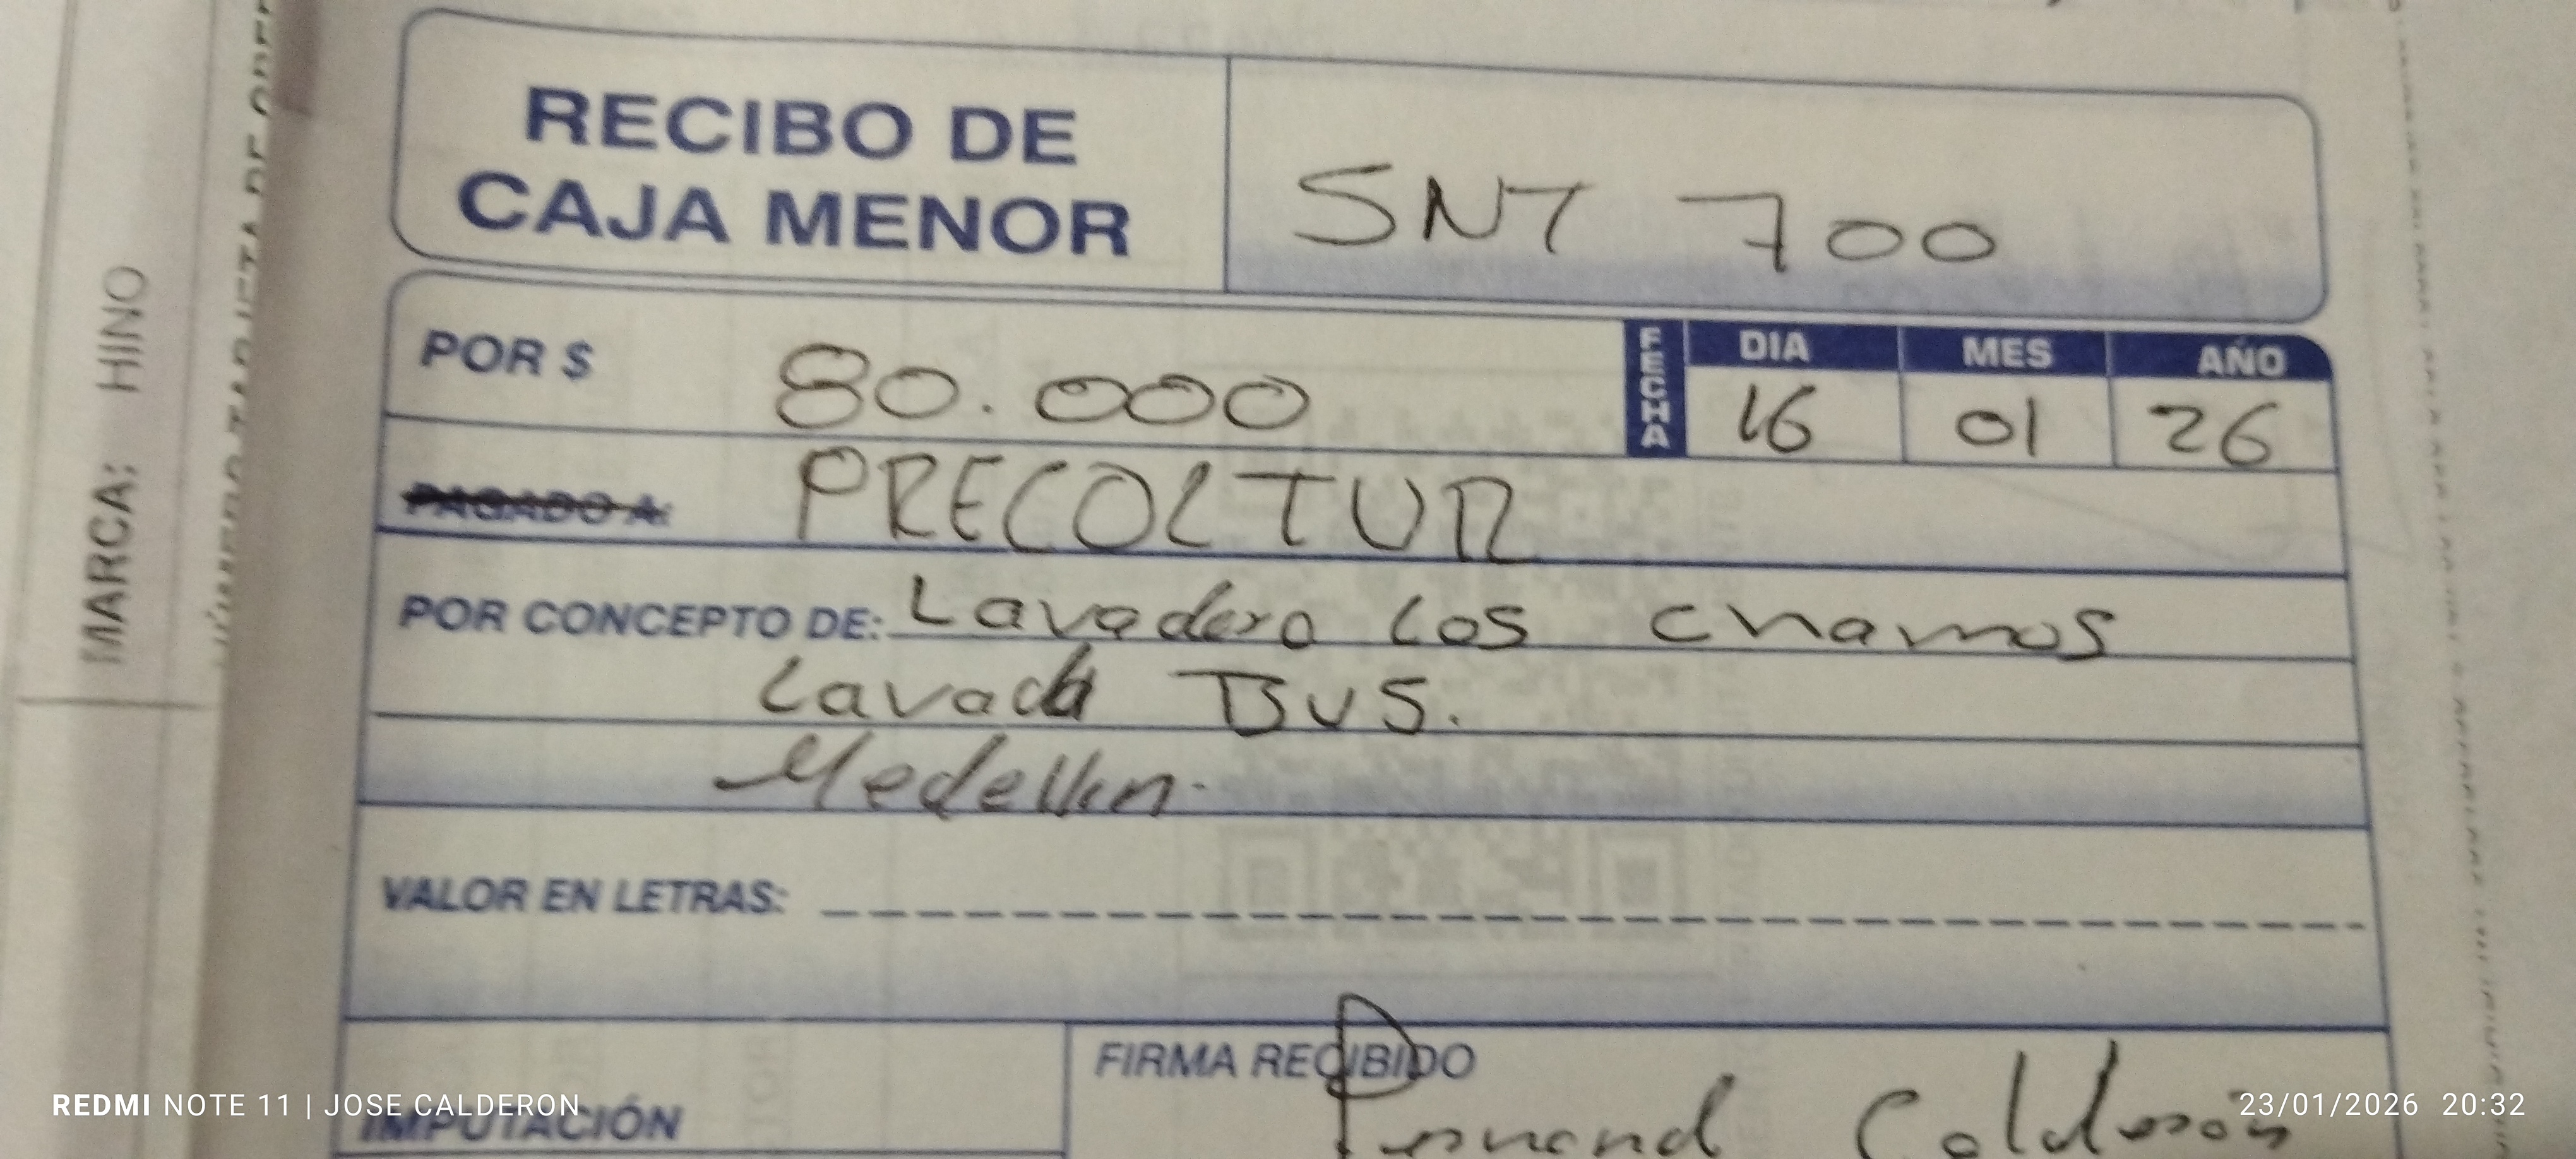 RECIBO DE
CAJA MENOR
SNT 700
POR $ 80.000
FECHA
DIA MES AÑO
16 01 26
PAGADO A: PRECOLTUR
POR CONCEPTO DE: Lavadero Los chamos
Lavada BUS.
Medellin.
VALOR EN LETRAS:
FIRMA RECIBIDO
Calderón
IMPUTACIÓN
MARCA: HINO
REDMI NOTE 11 | JOSE CALDERON
23/01/2026 20:32